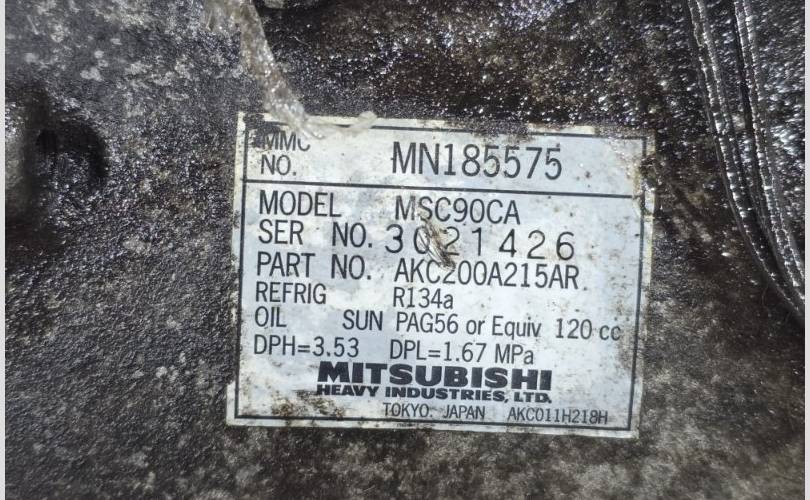 MMC
NO. MN185575
MODEL MSC90CA
SER NO. 3021426
PART NO. AKC200A215AR.
REFRIG R134a
OIL SUN PAG56 or Equiv 120 cc
DPH=3.53 DPL=1.67 MPa
MITSUBISHI
HEAVY INDUSTRIES, LTD.
TOKYO. JAPAN AKC011H218H